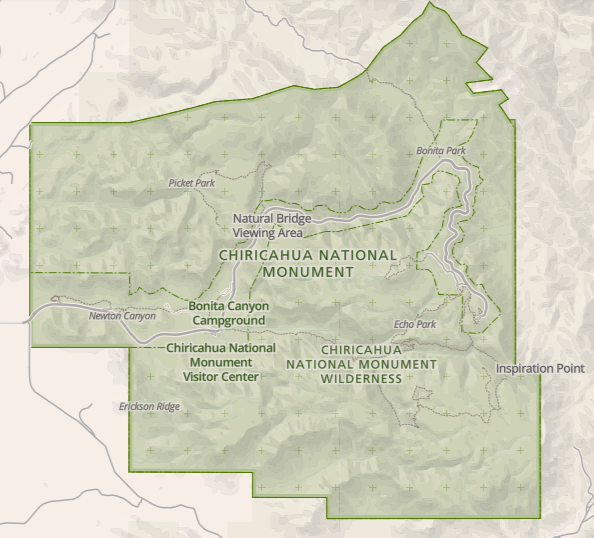 Bonita Park
Picket Park
Natural Bridge
Viewing Area
CHIRICAHUA NATIONAL
MONUMENT
Bonita Canyon
Campground
Newton Canyon
Echo Park
Chiricahua National
Monument
Visitor Center
CHIRICAHUA
NATIONAL MONUMENT
WILDERNESS
Inspiration Point
Erickson Ridge